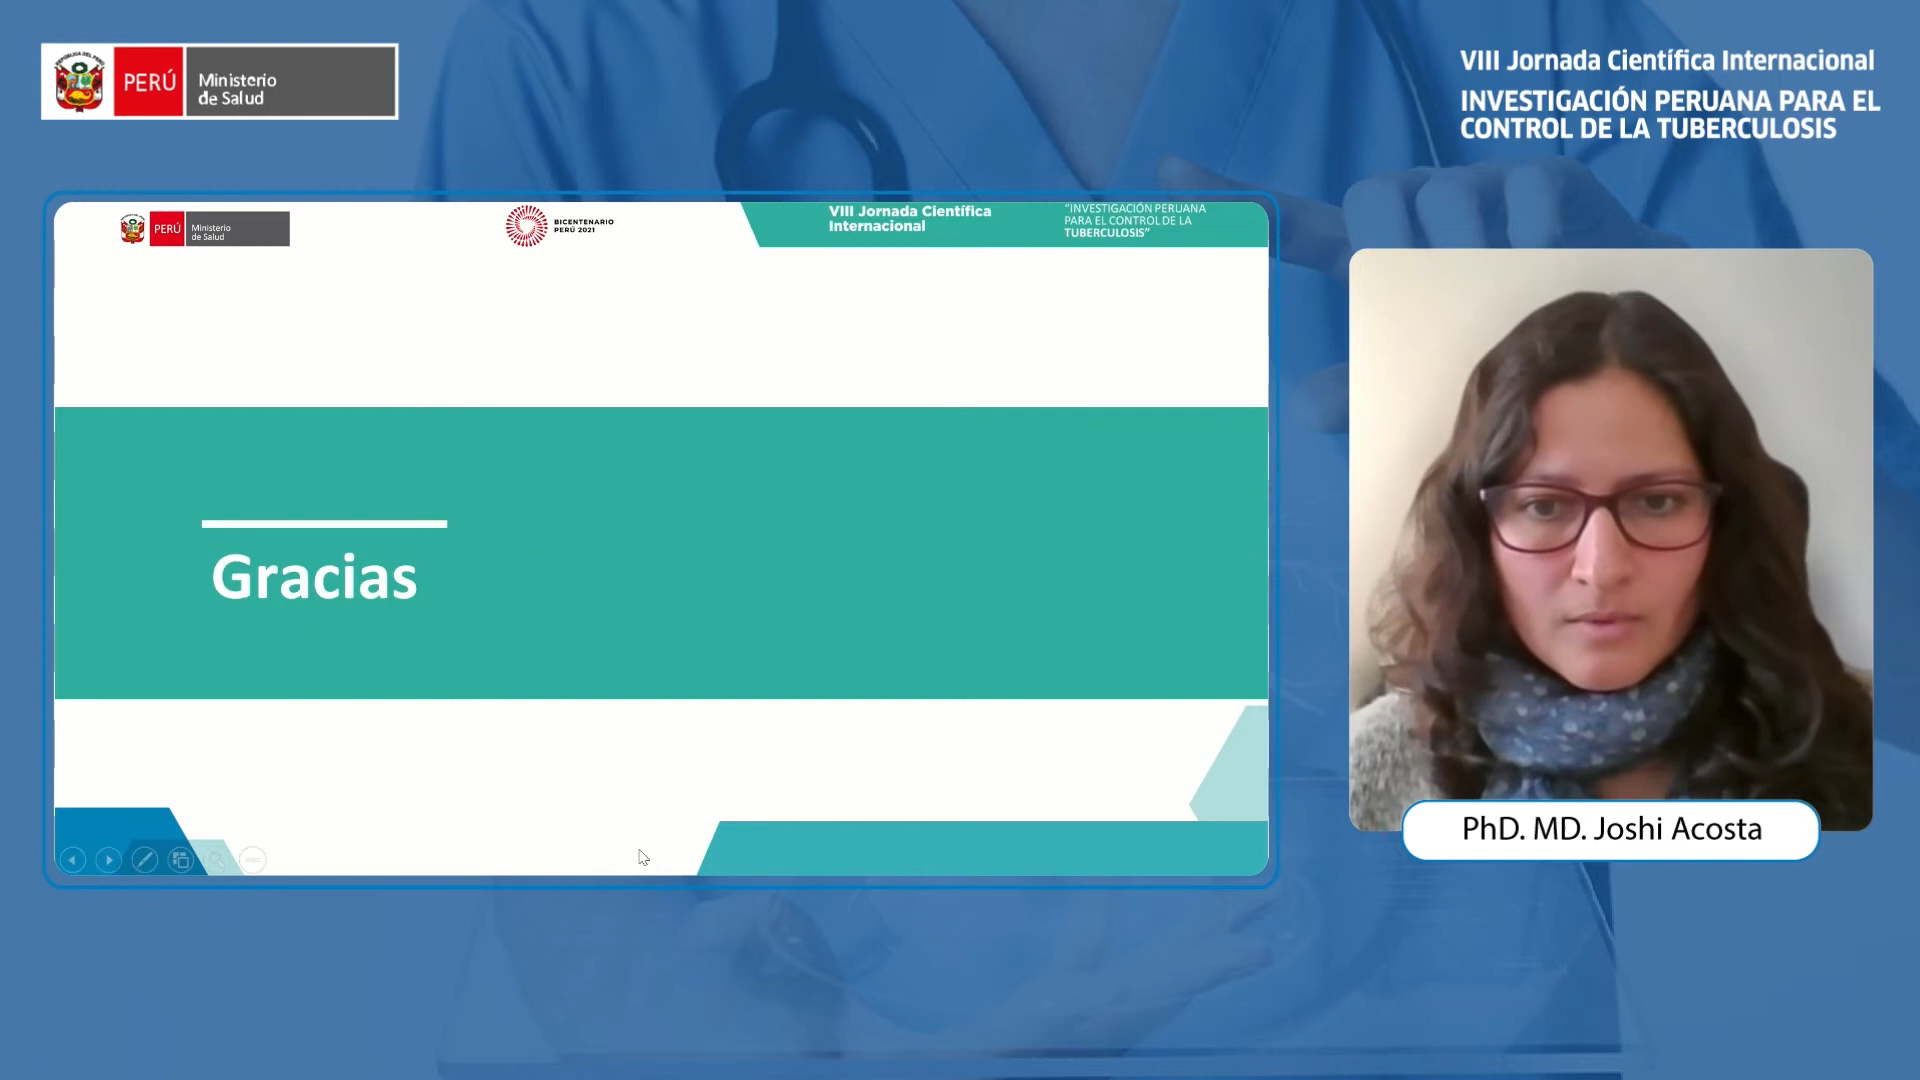 PERÚ
Ministerio
de Salud
VIII Jornada Científica Internacional
INVESTIGACIÓN PERUANA PARA EL
CONTROL DE LA TUBERCULOSIS
PERÚ
Ministerio
de Salud
BICENTENARIO
PERÚ 2021
VIII Jornada Científica
Internacional
"INVESTIGACIÓN PERUANA
PARA EL CONTROL DE LA
TUBERCULOSIS"
Gracias
PhD. MD. Joshi Acosta